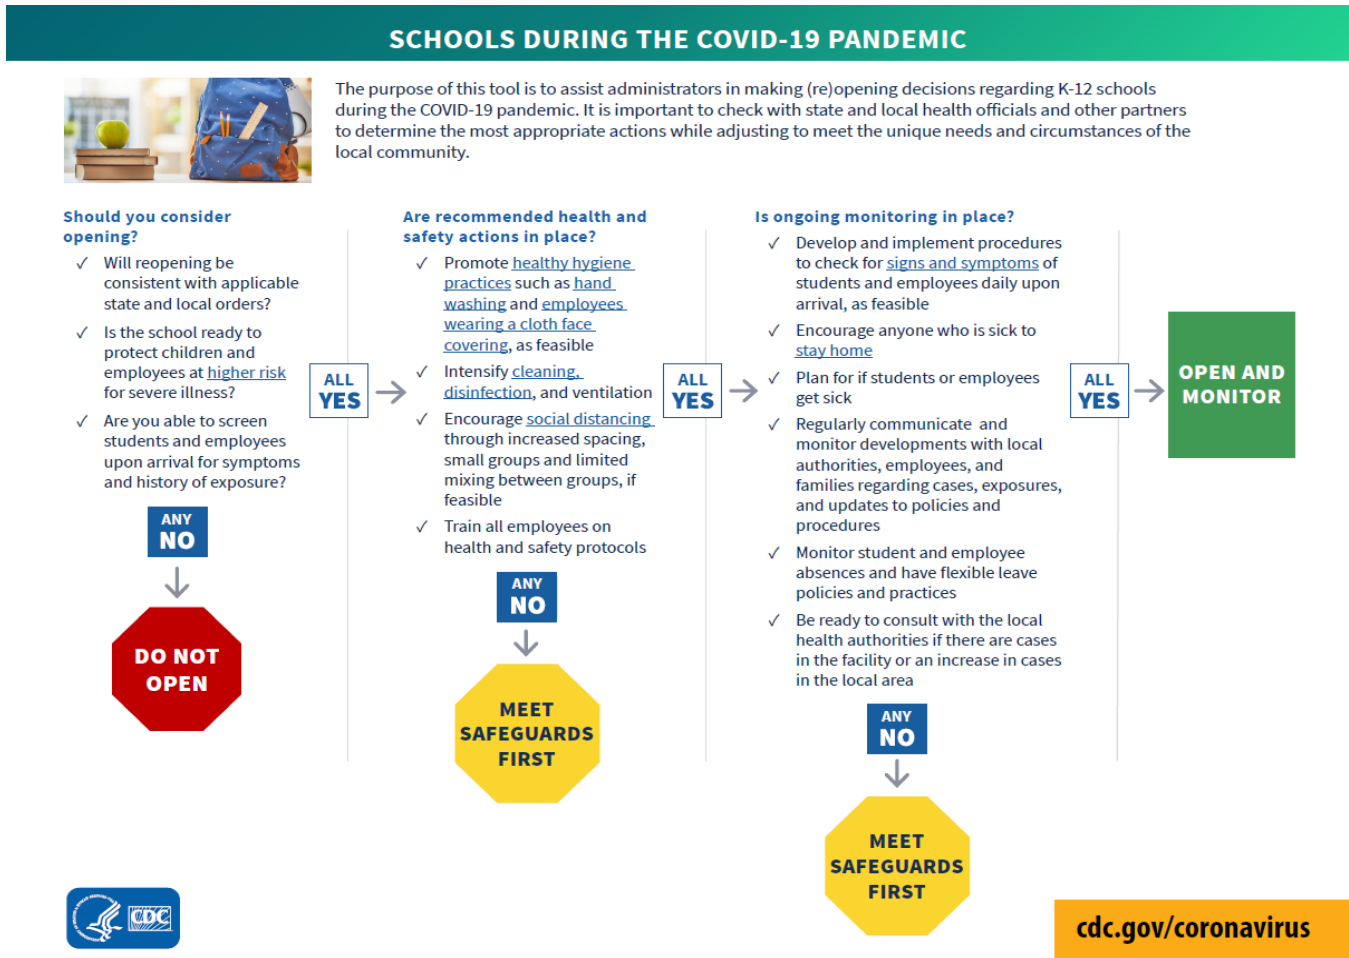 SCHOOLS DURING THE COVID-19 PANDEMIC
The purpose of this tool is to assist administrators in making (re)opening decisions regarding K-12 schools
during the COVID-19 pandemic. It is important to check with state and local health officials and other partners
to determine the most appropriate actions while adjusting to meet the unique needs and circumstances of the
local community.
Should you consider
opening?
✓ Will reopening be
consistent with applicable
state and local orders?
✓ Is the school ready to
protect children and
employees at higher risk
for severe illness?
✓ Are you able to screen
students and employees
upon arrival for symptoms
and history of exposure?
ANY
NO
DO NOT
OPEN
ALL
YES
Are recommended health and
safety actions in place?
✓ Promote healthy hygiene
practices such as hand
washing and employees
wearing a cloth face
covering, as feasible
✓ Intensify cleaning,
disinfection, and ventilation
✓ Encourage social distancing
through increased spacing,
small groups and limited
mixing between groups, if
feasible
✓ Train all employees on
health and safety protocols
ANY
NO
MEET
SAFEGUARDS
FIRST
ALL
YES
Is ongoing monitoring in place?
✓ Develop and implement procedures
to check for signs and symptoms of
students and employees daily upon
arrival, as feasible
✓ Encourage anyone who is sick to
stay home
✓ Plan for if students or employees
get sick
✓ Regularly communicate and
monitor developments with local
authorities, employees, and
families regarding cases, exposures,
and updates to policies and
procedures
✓ Monitor student and employee
absences and have flexible leave
policies and practices
✓ Be ready to consult with the local
health authorities if there are cases
in the facility or an increase in cases
in the local area
ANY
NO
MEET
SAFEGUARDS
FIRST
ALL
YES
OPEN AND
MONITOR
CDC
cdc.gov/coronavirus